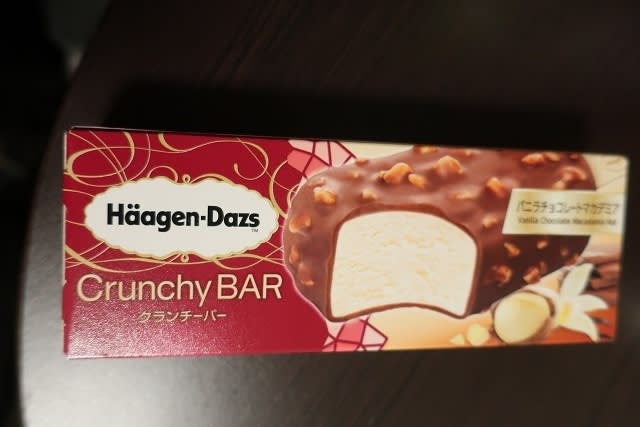 Häagen-Dazs
TM
Crunchy BAR
クランチーバー
バニラチョコレートマカデミア
Vanilla Chocolate Macadamia Nut